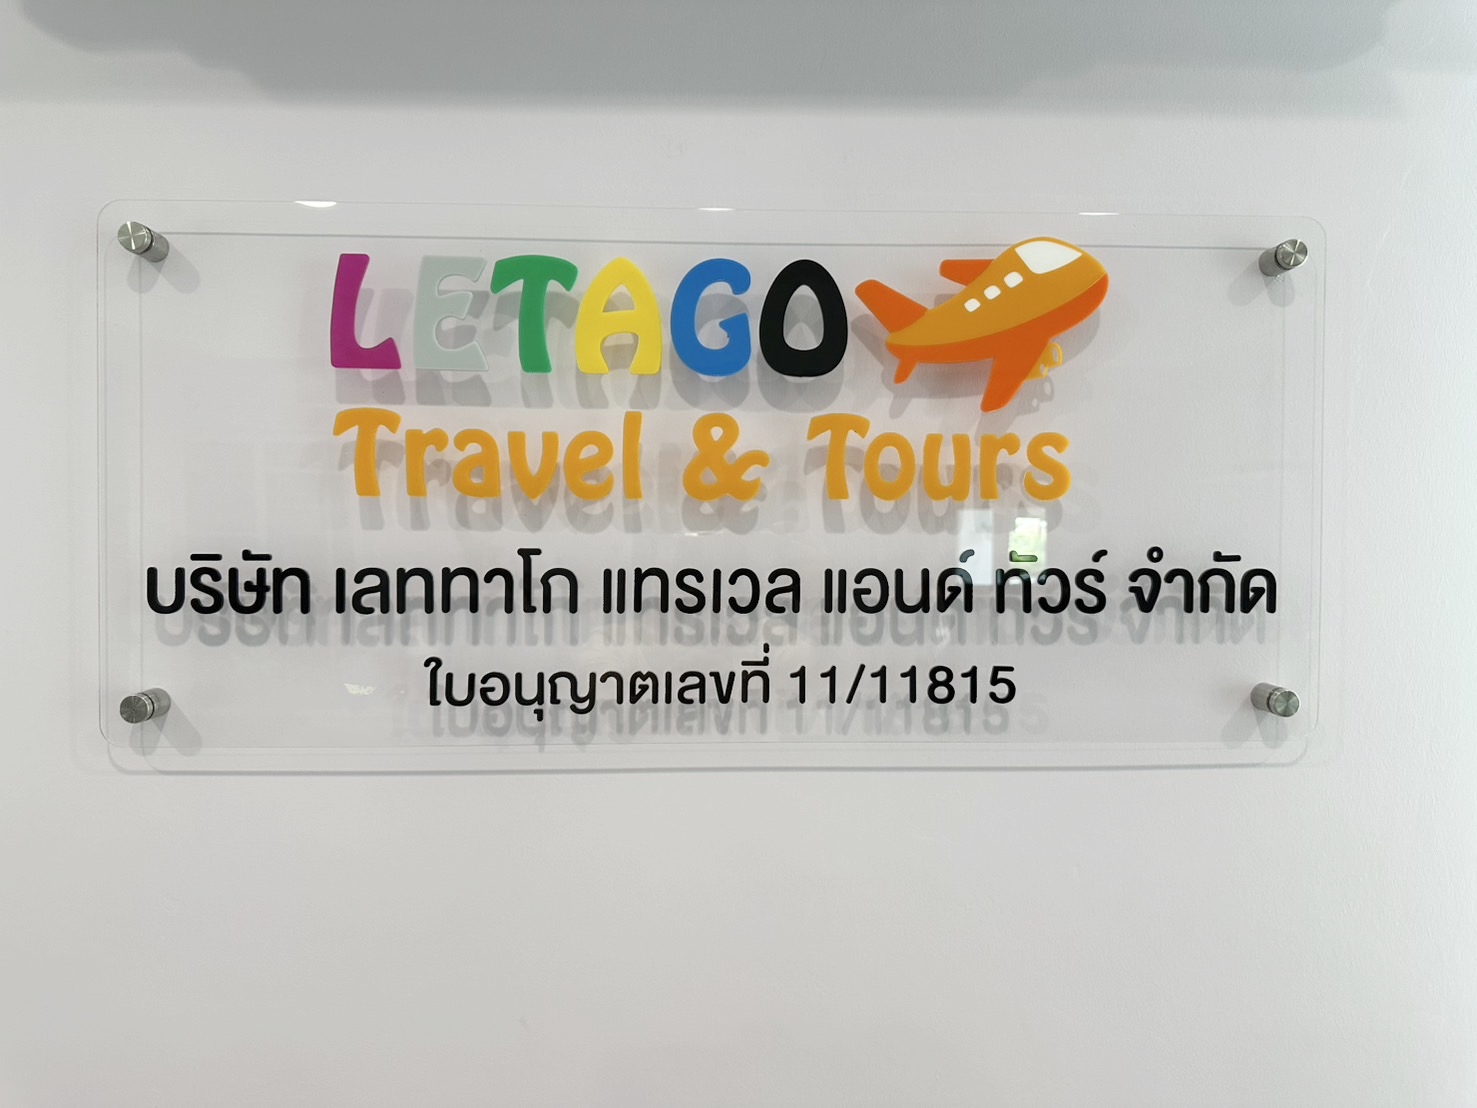 LETAGO
Travel & Tours
บริษัท เลททาโก แทรเวล แอนด์ ทัวร์ จำกัด
ใบอนุญาตเลขที่ 11/11815